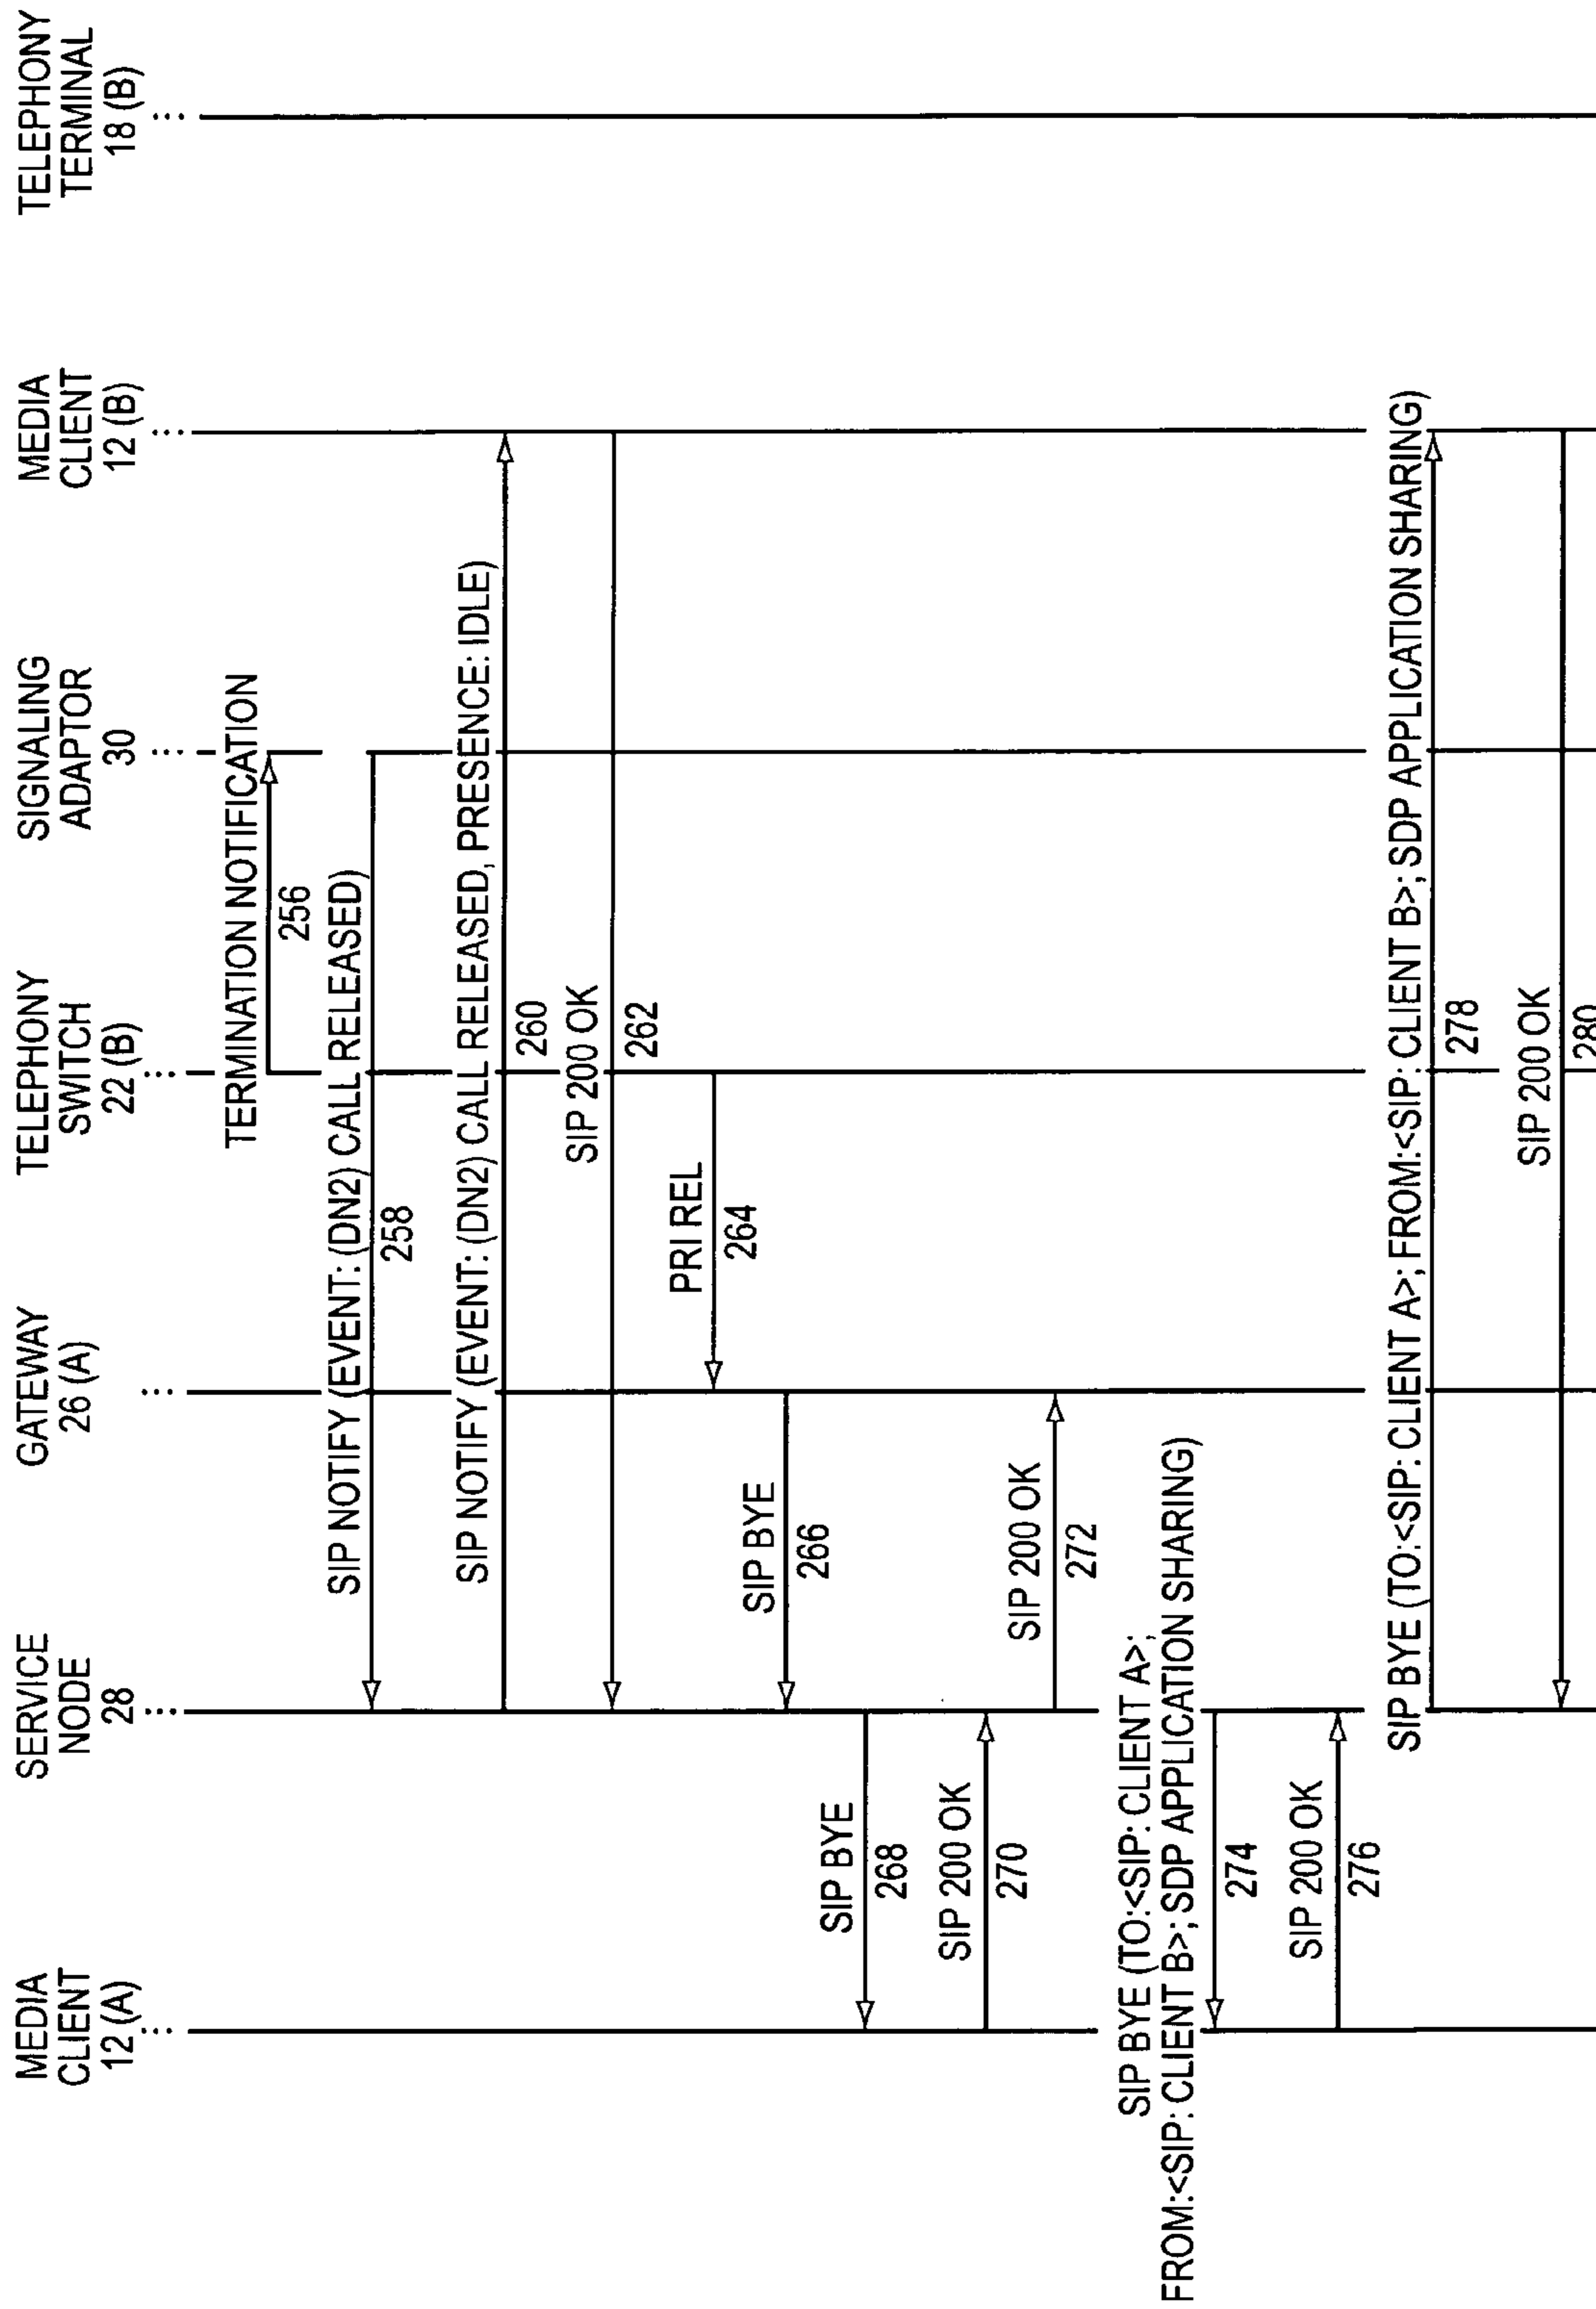 MEDIA
CLIENT
12 (A)
SERVICE
NODE
28
GATEWAY
26 (A)
TELEPHONY
SWITCH
22 (B)
SIGNALING
ADAPTOR
30
MEDIA
CLIENT
12 (B)
TELEPHONY
TERMINAL
18 (B)
TERMINATION NOTIFICATION
256
SIP NOTIFY (EVENT: (DN2) CALL RELEASED)
258
SIP NOTIFY (EVENT: (DN2) CALL RELEASED, PRESENCE: IDLE)
260
SIP 200 OK
262
PRI REL
264
SIP BYE
266
SIP BYE
268
SIP 200 OK
270
SIP 200 OK
272
SIP BYE (TO:<SIP: CLIENT A>;
FROM:<SIP: CLIENT B>; SDP APPLICATION SHARING)
274
SIP 200 OK
276
SIP BYE (TO:<SIP: CLIENT A>; FROM:<SIP: CLIENT B>; SDP APPLICATION SHARING)
278
SIP 200 OK
280